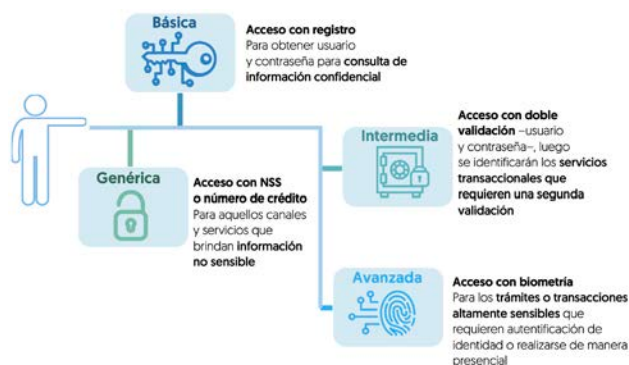 Básica
Acceso con registro
Para obtener usuario
y contraseña para consulta de
información confidencial
Genérica
Acceso con NSS
o número de crédito
Para aquellos canales
y servicios que
brindan información
no sensible
Intermedia
Acceso con doble
validación –usuario
y contraseña–, luego
se identificarán los servicios
transaccionales que
requieren una segunda
validación
Avanzada
Acceso con biometría
Para los trámites o transacciones
altamente sensibles que
requieren autentificación de
identidad o realizarse de manera
presencial